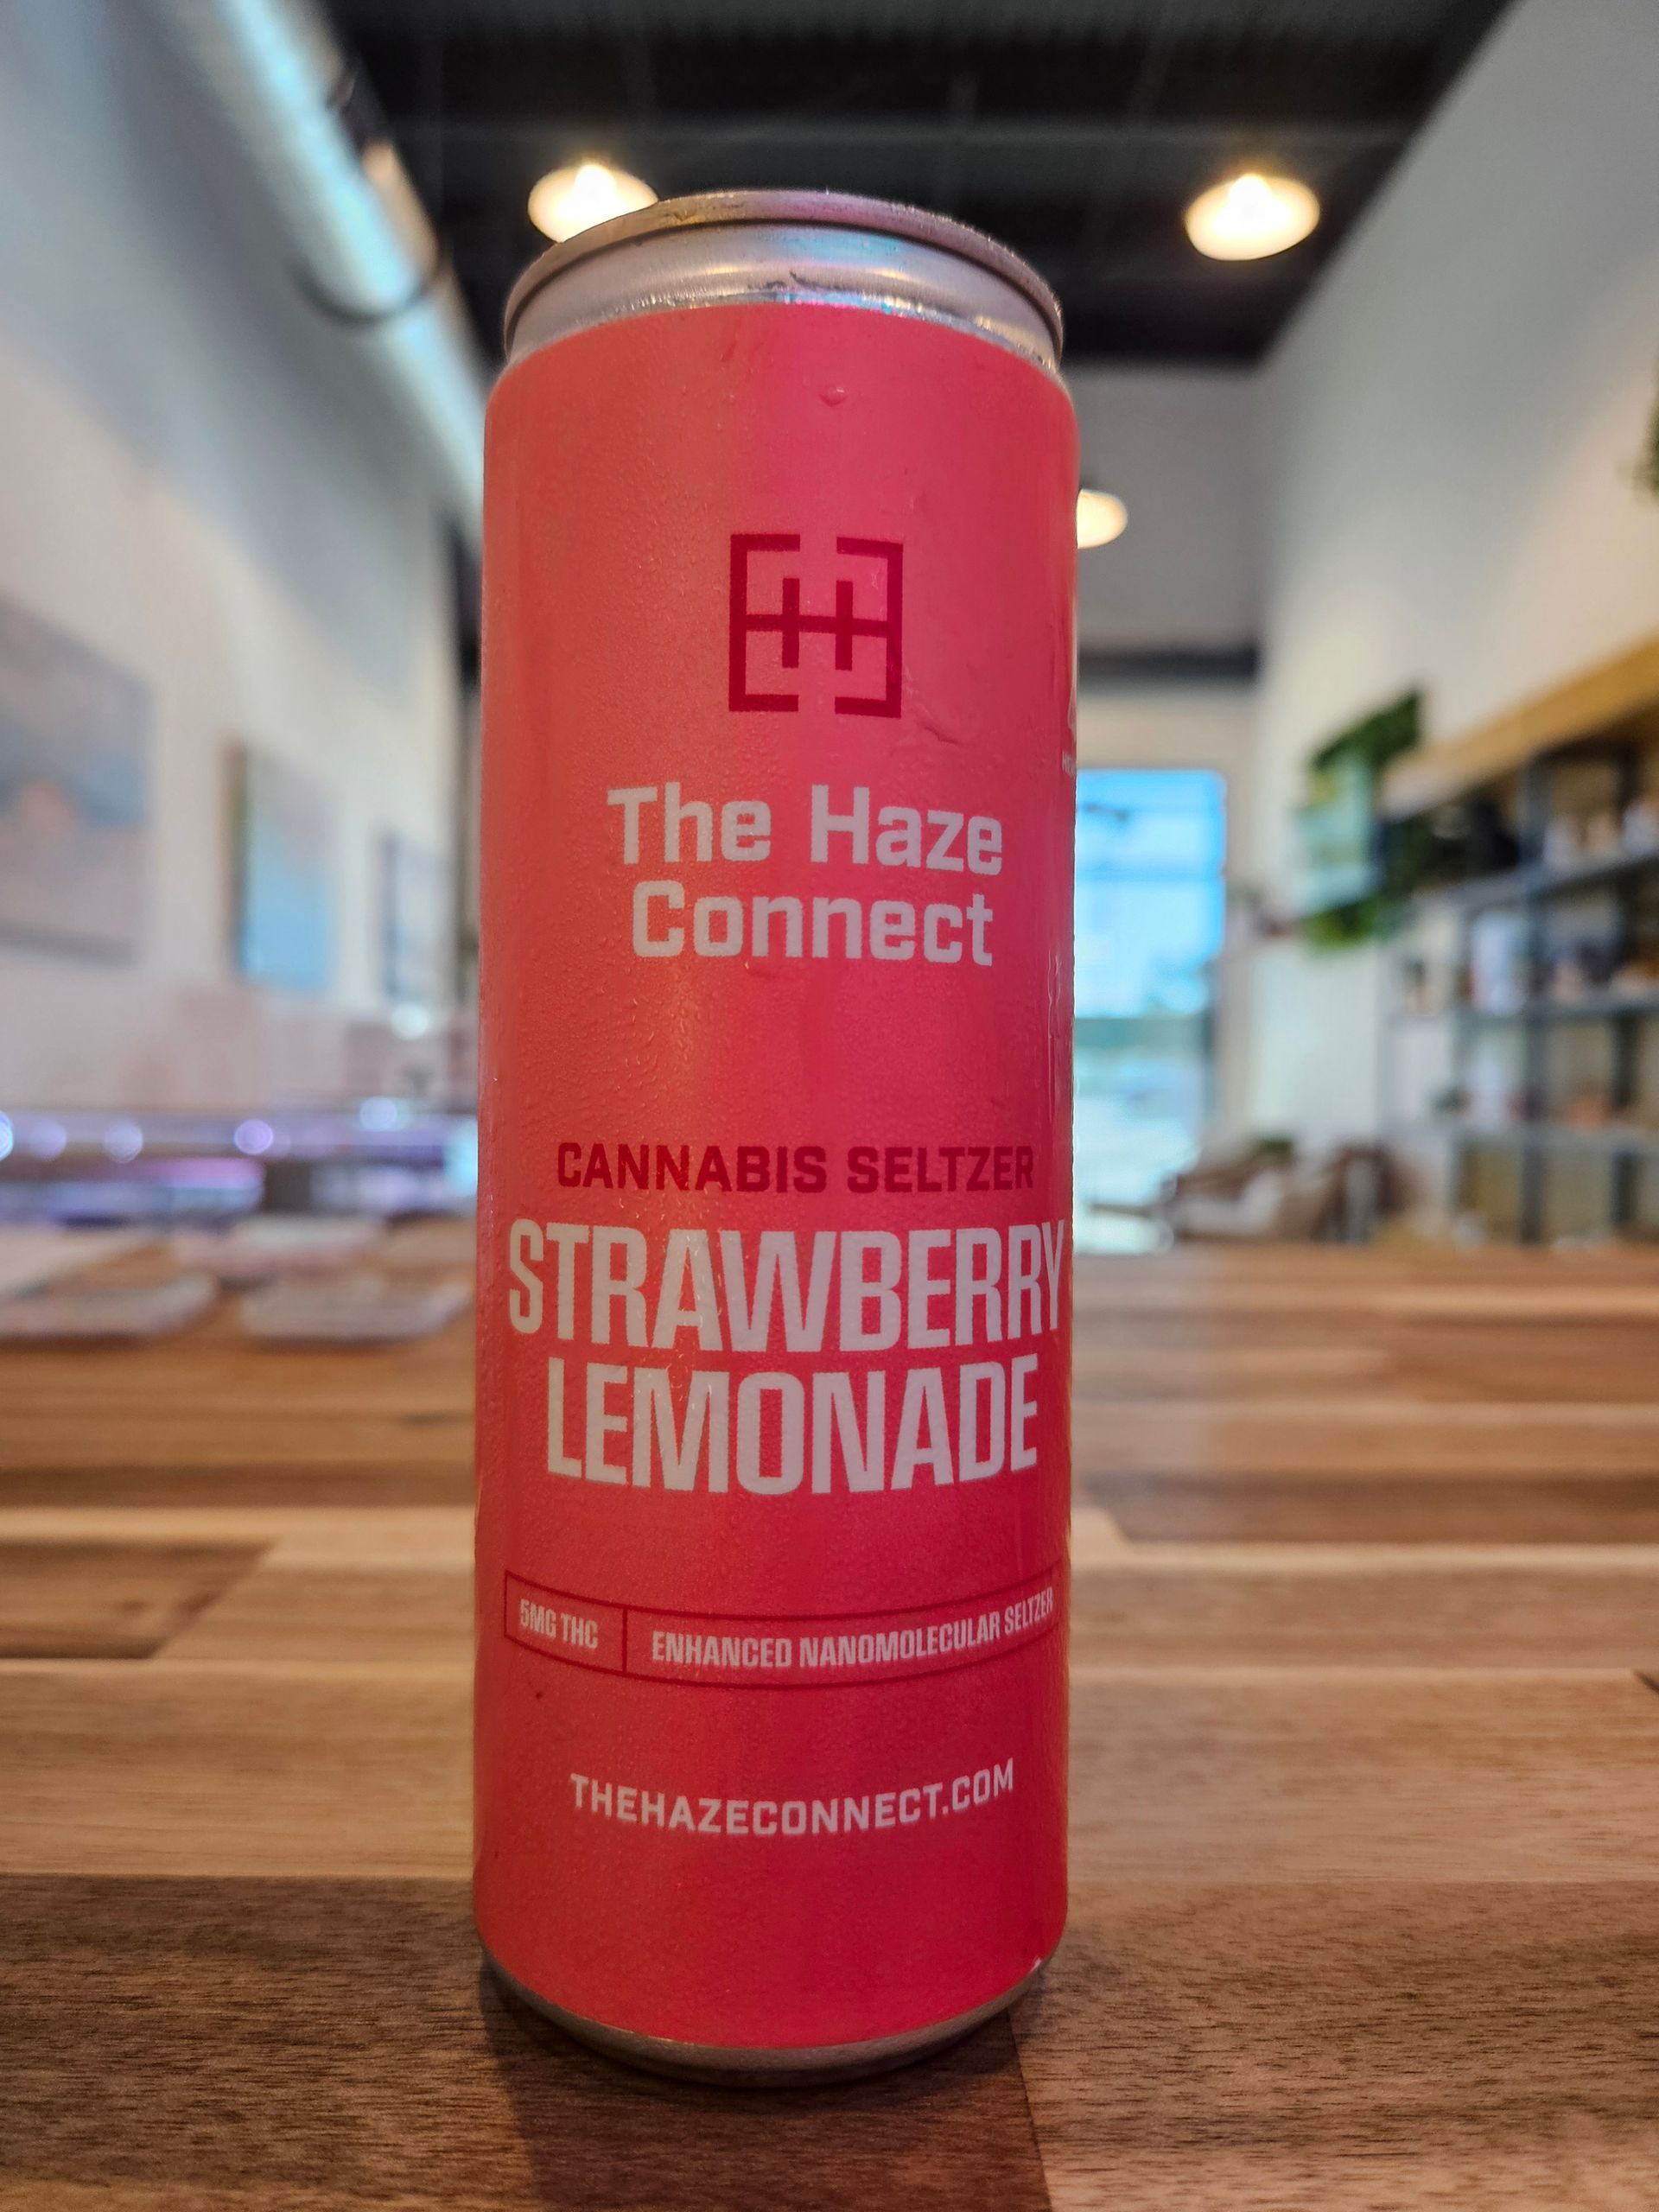 The Haze
Connect
CANNABIS SELTZER
STRAWBERRY
LEMONADE
5MG THC
ENHANCED NANOMOLECULAR SELTZER
THEHAZECONNECT.COM